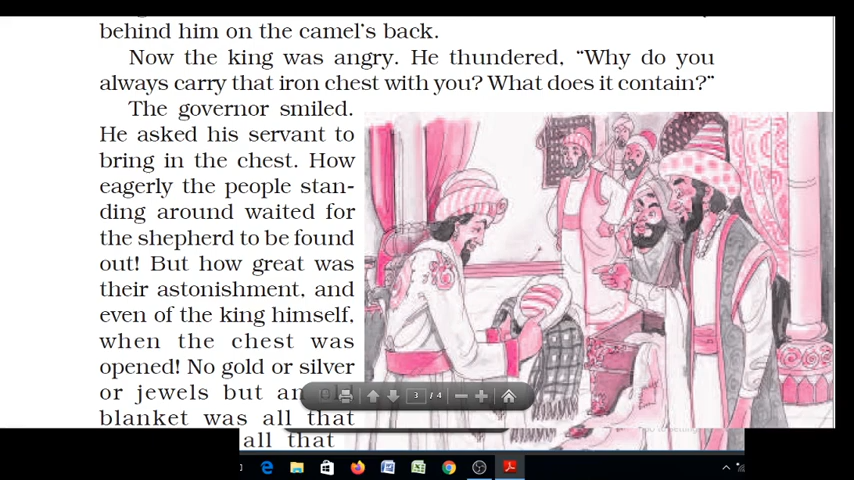 behind him on the camel's back.
Now the king was angry. He thundered, “Why do you
always carry that iron chest with you? What does it contain?”
The governor smiled.
He asked his servant to
bring in the chest. How
eagerly the people stan-
ding around waited for
the shepherd to be found
out! But how great was
their astonishment, and
even of the king himself,
when the chest was
opened! No gold or silver
or jewels but an old
blanket was all that
3 / 4
all that